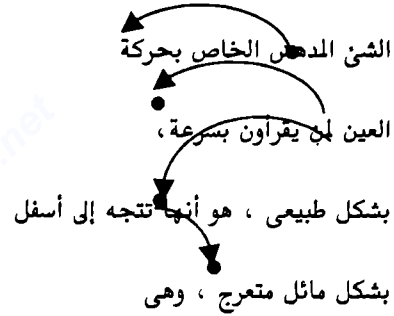 الشئ المدهش الخاص بحركة
العين لمن يقرأون بسرعة،
بشكل طبيعى ، هو أنها تتجه إلى أسفل
بشكل مائل متعرج ، وهى